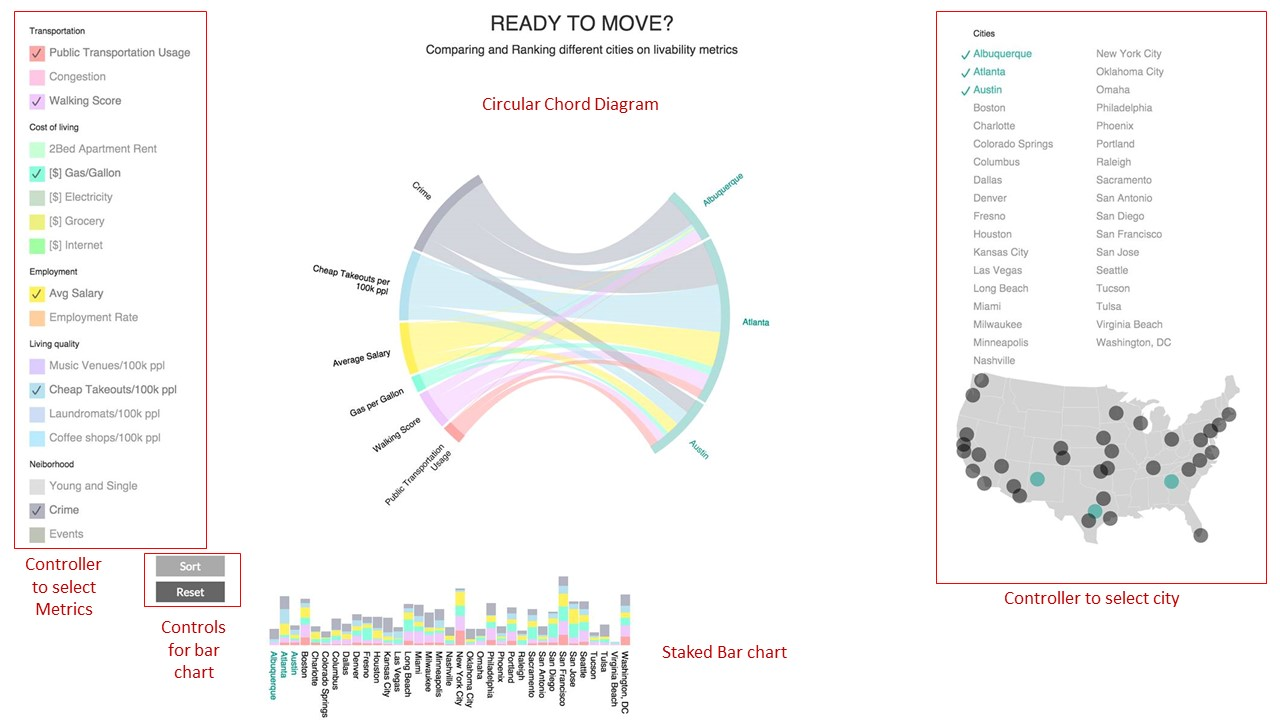 READY TO MOVE?
Comparing and Ranking different cities on livability metrics
Transportation
Public Transportation Usage
Congestion
Walking Score
Cost of living
2Bed Apartment Rent
[$] Gas/Gallon
[$] Electricity
[$] Grocery
[$] Internet
Employment
Avg Salary
Employment Rate
Living quality
Music Venues/100k ppl
Cheap Takeouts/100k ppl
Laundromats/100k ppl
Coffee shops/100k ppl
Neiborhood
Young and Single
Crime
Events
Controller
to select
Metrics
Sort
Reset
Controls
for bar
chart
Circular Chord Diagram
Crime
Cheap Takeouts per
100k ppl
Average Salary
Gas per Gallon
Walking Score
Public Transportation
Usage
Albuquerque
Atlanta
Austin
Albuquerque
Atlanta
Austin
Boston
Charlotte
Colorado Springs
Columbus
Dallas
Denver
Fresno
Houston
Kansas City
Las Vegas
Long Beach
Miami
Milwaukee
Minneapolis
Nashville
New York City
Oklahoma City
Omaha
Philadelphia
Phoenix
Portland
Raleigh
Sacramento
San Antonio
San Diego
San Francisco
San Jose
Seattle
Tucson
Tulsa
Virginia Beach
Washington, DC
Staked Bar chart
Cities
Albuquerque
Atlanta
Austin
Boston
Charlotte
Colorado Springs
Columbus
Dallas
Denver
Fresno
Houston
Kansas City
Las Vegas
Long Beach
Miami
Milwaukee
Minneapolis
Nashville
New York City
Oklahoma City
Omaha
Philadelphia
Phoenix
Portland
Raleigh
Sacramento
San Antonio
San Diego
San Francisco
San Jose
Seattle
Tucson
Tulsa
Virginia Beach
Washington, DC
Controller to select city